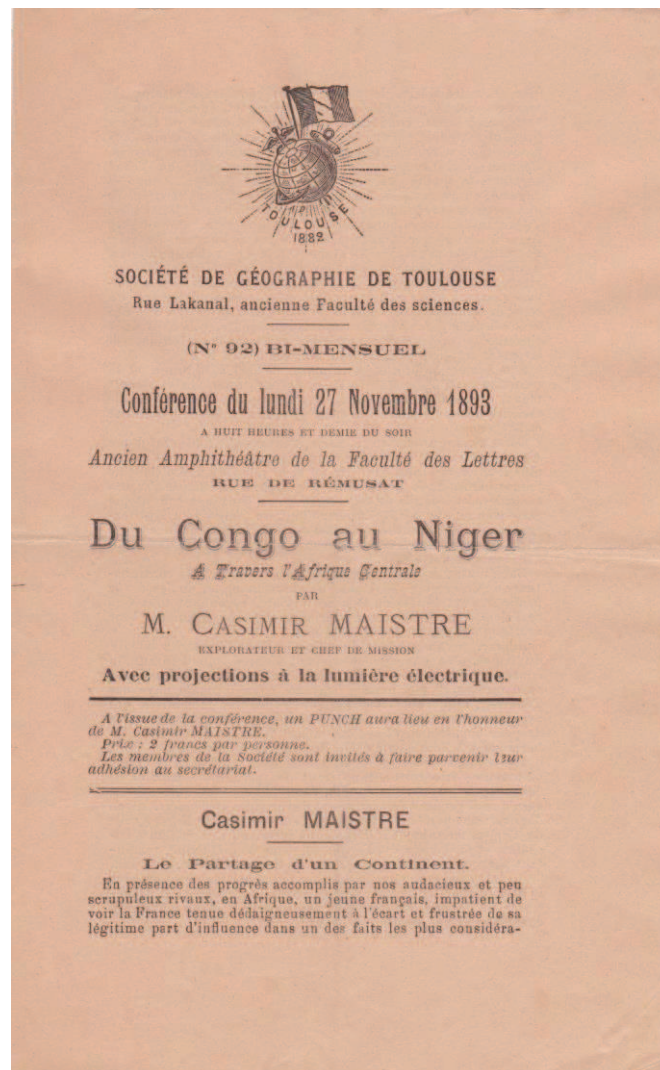 TOULOUSE
1882
SOCIÉTÉ DE GÉOGRAPHIE DE TOULOUSE
Rue Lakanal, ancienne Faculté des sciences.
(N° 92) BI-MENSUEL
Conférence du lundi 27 Novembre 1893
A HUIT HEURES ET DEMIE DU SOIR
Ancien Amphithéâtre de la Faculté des Lettres
RUE DE RÉMUSAT
Du Congo au Niger
A Travers l'Afrique Centrale
PAR
M. CASIMIR MAISTRE
EXPLORATEUR ET CHEF DE MISSION
Avec projections à la lumière électrique.
A l'issue de la conférence, un PUNCH aura lieu en l'honneur
de M. Casimir MAISTRE.
Prix : 2 francs par personne.
Les membres de la Société sont invités à faire parvenir leur
adhésion au secrétariat.
Casimir MAISTRE
Le Partage d'un Continent.
En présence des progrès accomplis par nos audacieux et peu
scrupuleux rivaux, en Afrique, un jeune français, impatient de
voir la France tenue dédaigneusement à l'écart et frustrée de sa
légitime part d'influence dans un des faits les plus considéra-